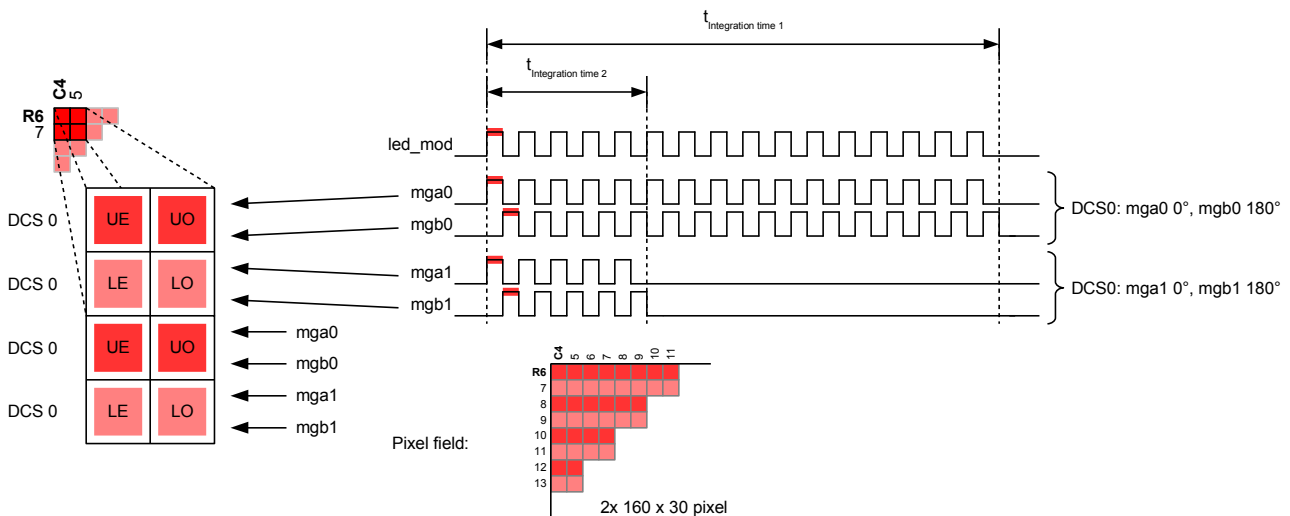 t Integration time 1
t Integration time 2
C4
5
R6
7
led_mod
mga0
mgb0
DCS0: mga0 0°, mgb0 180°
mga1
mgb1
DCS0: mga1 0°, mgb1 180°
DCS 0
UE
UO
DCS 0
LE
LO
DCS 0
UE
UO
DCS 0
LE
LO
mga0
mgb0
mga1
mgb1
Pixel field:
C4
5
6
7
8
9
10
11
R6
7
8
9
10
11
12
13
2x 160 x 30 pixel